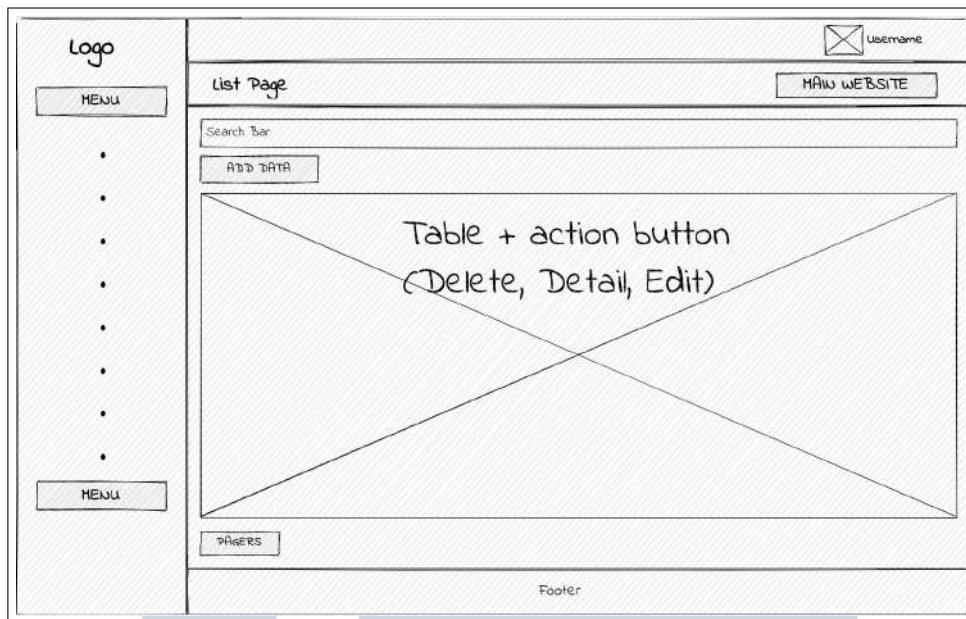 Logo
MENU
MENU
Username
List Page
MAIN WEBSITE
Search Bar
ADD DATA
Table + action button
(Delete, Detail, Edit)
PAGERS
Footer